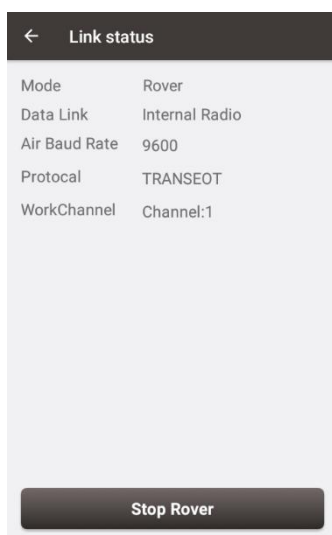 Link status
Mode Rover
Data Link Internal Radio
Air Baud Rate 9600
Protocal TRANSEOT
WorkChannel Channel:1
Stop Rover